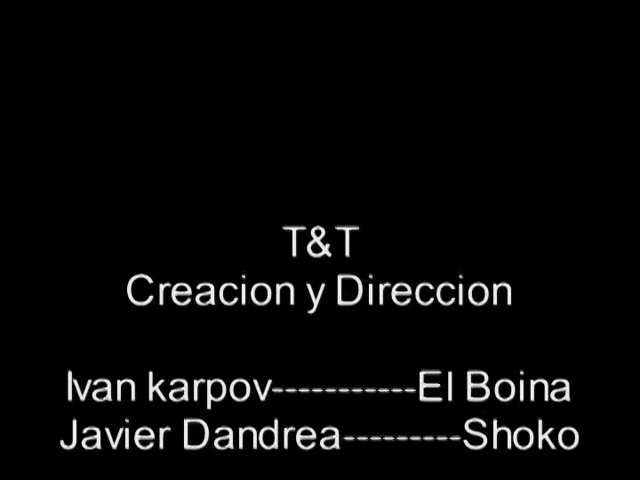 T&T
Creacion y Direccion
Ivan karpov-----------El Boina
Javier Dandrea---------Shoko